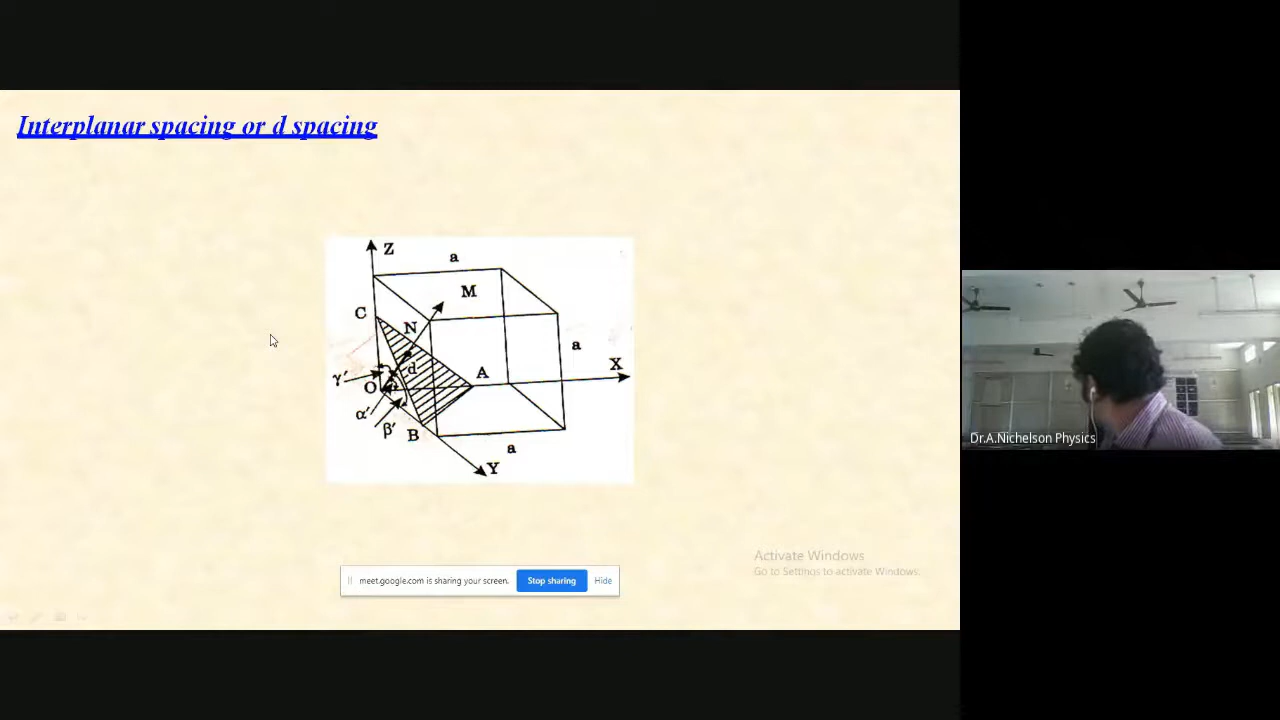 Interplanar spacing or d spacing
Z
a
M
C
N
a
d
A
X
γ'
O
α'
β'
B
a
Y
Dr.A.Nichelson Physics
Activate Windows
Go to Settings to activate Windows.
meet.google.com is sharing your screen.
Stop sharing
Hide